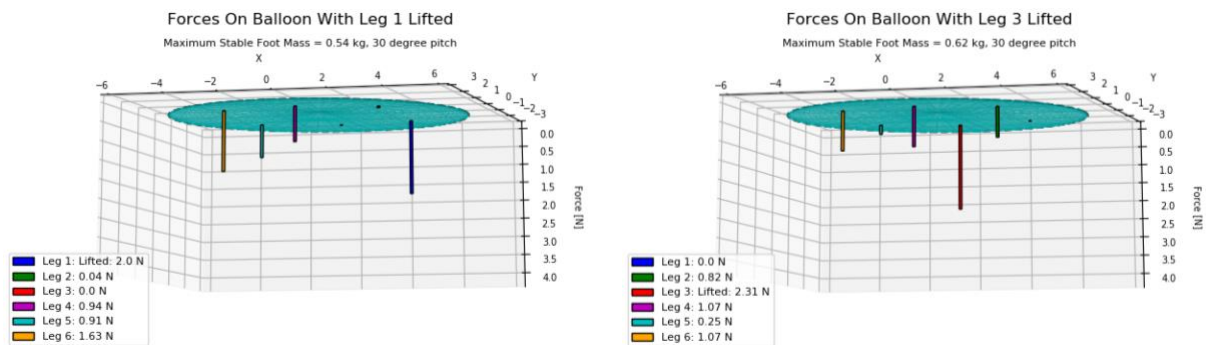 Forces On Balloon With Leg 1 Lifted
Maximum Stable Foot Mass = 0.54 kg, 30 degree pitch
X
Y
−6 −4 −2 0 2 4 6
3 2 1 0 −1 −2 −3
0.0
0.5
1.0
1.5
2.0
2.5
3.0
3.5
4.0
Force [N]
Leg 1: Lifted: 2.0 N
Leg 2: 0.04 N
Leg 3: 0.0 N
Leg 4: 0.94 N
Leg 5: 0.91 N
Leg 6: 1.63 N
Forces On Balloon With Leg 3 Lifted
Maximum Stable Foot Mass = 0.62 kg, 30 degree pitch
X
Y
−6 −4 −2 0 2 4 6
3 2 1 0 −1 −2 −3
0.0
0.5
1.0
1.5
2.0
2.5
3.0
3.5
4.0
Force [N]
Leg 1: 0.0 N
Leg 2: 0.82 N
Leg 3: Lifted: 2.31 N
Leg 4: 1.07 N
Leg 5: 0.25 N
Leg 6: 1.07 N